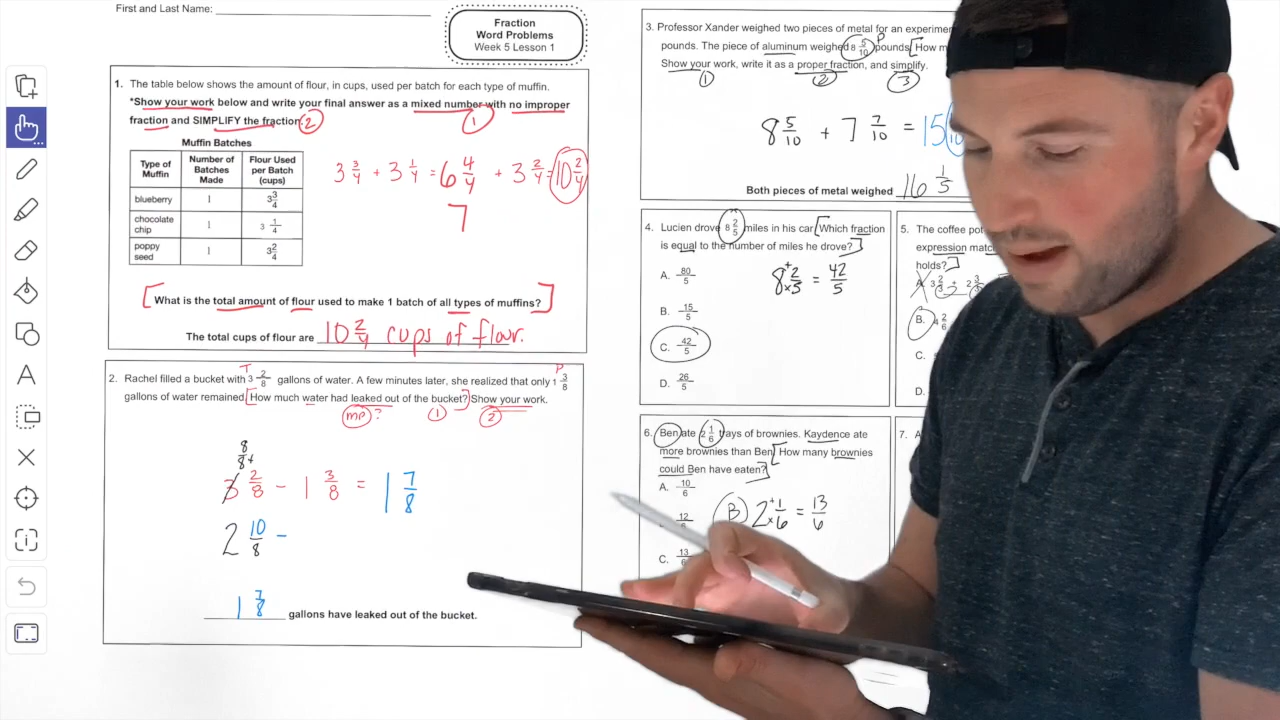 First and Last Name:
Fraction
Word Problems
Week 5 Lesson 1
1. The table below shows the amount of flour, in cups, used per batch for each type of muffin.
*Show your work below and write your final answer as a mixed number with no improper
fraction and SIMPLIFY the fraction. 2
1
Muffin Batches
Type of Muffin | Number of Batches Made | Flour Used per Batch (cups)
blueberry | 1 | 3 3/4
chocolate chip | 1 | 3 1/4
poppy seed | 1 | 3 2/4
3 3/4 + 3 1/4 = 6 4/4 + 3 2/4 = 10 2/4
7
[What is the total amount of flour used to make 1 batch of all types of muffins?]
The total cups of flour are 10 2/4 cups of flour.
T P
2. Rachel filled a bucket with 3 2/8 gallons of water. A few minutes later, she realized that only 1 3/8
gallons of water remained. [How much water had leaked out of the bucket?] Show your work.
mp? 1 2
8/8 +
3 2/8 - 1 3/8 = 1 7/8
2 10/8 -
1 7/8 gallons have leaked out of the bucket.
3. Professor Xander weighed two pieces of metal for an
P
pounds. The piece of aluminum weighed 8 5/10 pounds. [How
Show your work, write it as a proper fraction, and simplify.
1 2 3
8 5/10 + 7 7/10 = 15
Both pieces of metal weighed 16 1/5
4. Lucien drove 8 2/5 miles in his car. [Which fraction
is equal to the number of miles he drove?]
A. 80/5
B. 15/5
C. 42/5
D. 26/5
8 + 2/5 x = 42/5
5. The coffee pot
expression
holds?]
A. 3 2/6
B.
C.
D.
6. Ben ate 2 1/6 trays of brownies. Kaydence ate
more brownies than Ben. [How many brownies
could Ben have eaten?]
A. 10/6
12/6
C. 13/6
B 2 + 1/6 x = 13/6
7. A